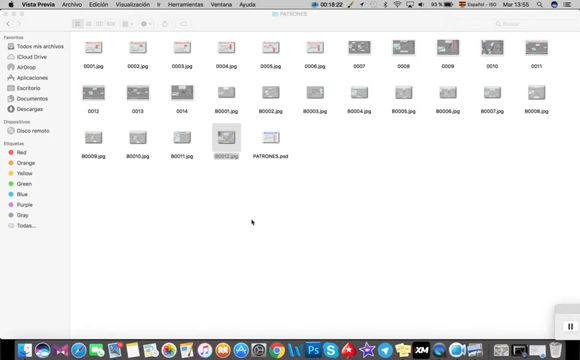 Vista Previa Archivo Edición Visualización Ir Herramientas Ventana Ayuda 00:18:22 93 % Español - ISO Mar 13:55
PATRONES
Buscar
Favoritos
Todos mis archivos
iCloud Drive
AirDrop
Aplicaciones
Escritorio
Documentos
Descargas
Dispositivos
Disco remoto
Etiquetas
Red
Orange
Yellow
Green
Blue
Purple
Gray
Todas...
0001.jpg 0002.jpg 0003.jpg 0004.jpg 0005.jpg 0006.jpg 0007 0008 0009 0010 0011
0012 0013 0014 B0001.jpg B0002.jpg B0003.jpg B0004.jpg B0005.jpg B0006.jpg B0007.jpg B0008.jpg
B0009.jpg B0010.jpg B0011.jpg B0012.jpg PATRONES.psd